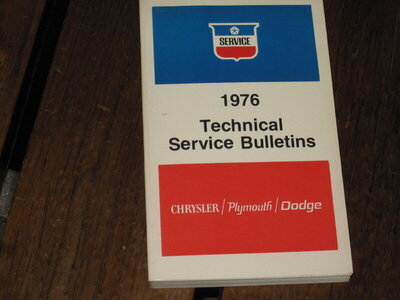 SERVICE
1976
Technical
Service Bulletins
CHRYSLER / Plymouth / Dodge